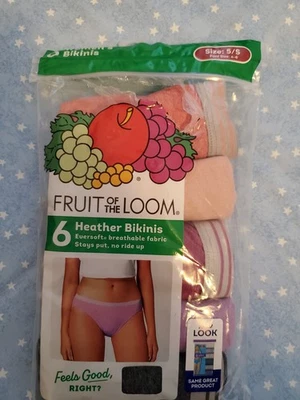 Bikinis
Size: 5/S
FRUIT OF THE LOOM®
6 Heather Bikinis
Eversoft® breathable fabric
Stays put, no ride up
Feels Good,
RIGHT?
LOOK
SAME GREAT
PRODUCT